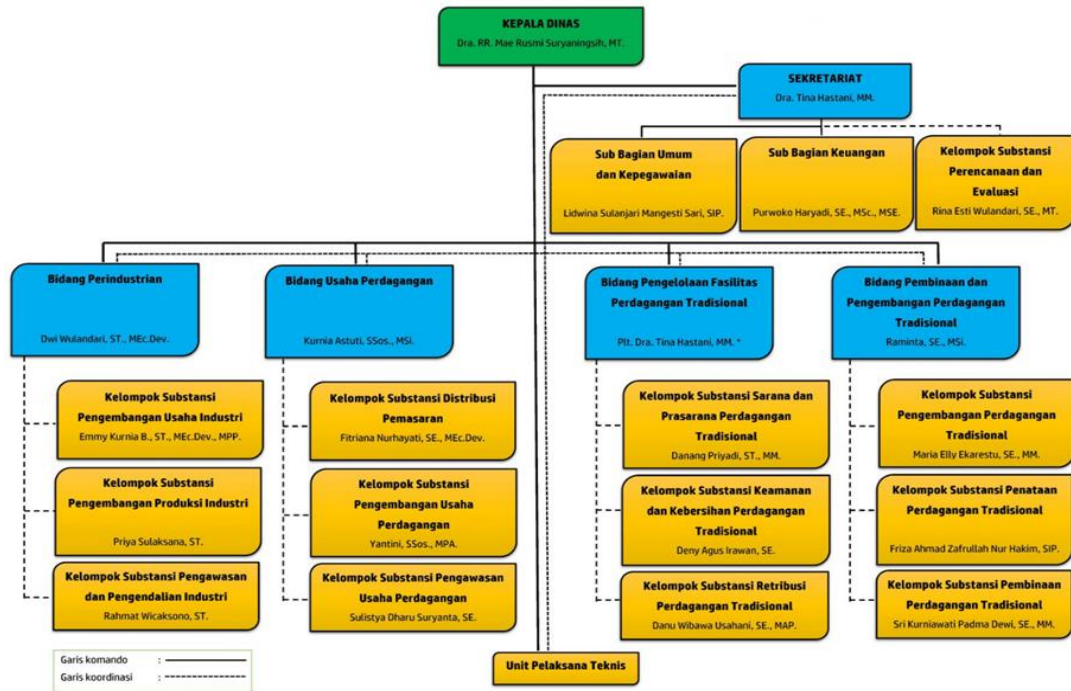 KEPALA DINAS
Dra. RR. Mae Rusmi Suryaningsih, MT.
SEKRETARIAT
Dra. Tina Hastani, MM.
Sub Bagian Umum
dan Kepegawaian
Lidwina Sulanjari Mangesti Sari, SIP.
Sub Bagian Keuangan
Purwoko Haryadi, SE., MSc., MSE.
Kelompok Substansi
Perencanaan dan
Evaluasi
Rina Esti Wulandari, SE., MT.
Bidang Perindustrian
Dwi Wulandari, ST., MEc.Dev.
Bidang Usaha Perdagangan
Kurnia Astuti, SSos., MSi.
Bidang Pengelolaan Fasilitas
Perdagangan Tradisional
Plt. Dra. Tina Hastani, MM. *
Bidang Pembinaan dan
Pengembangan Perdagangan
Tradisional
Raminta, SE., MSi.
Kelompok Substansi
Pengembangan Usaha Industri
Emmy Kurnia B., ST., MEc.Dev., MPP.
Kelompok Substansi
Pengembangan Produksi Industri
Priya Sulaksana, ST.
Kelompok Substansi Pengawasan
dan Pengendalian Industri
Rahmat Wicaksono, ST.
Kelompok Substansi Distribusi
Pemasaran
Fitriana Nurhayati, SE., MEc.Dev.
Kelompok Substansi
Pengembangan Usaha
Perdagangan
Yantini, SSos., MPA.
Kelompok Substansi Pengawasan
Usaha Perdagangan
Sulistya Dharu Suryanta, SE.
Kelompok Substansi Sarana dan
Prasarana Perdagangan
Tradisional
Danang Priyadi, ST., MM.
Kelompok Substansi Keamanan
dan Kebersihan Perdagangan
Tradisional
Deny Agus Irawan, SE.
Kelompok Substansi Retribusi
Perdagangan Tradisional
Danu Wibawa Usahani, SE., MAP.
Kelompok Substansi
Pengembangan Perdagangan
Tradisional
Maria Elly Ekarestu, SE., MM.
Kelompok Substansi Penataan
Perdagangan Tradisional
Friza Ahmad Zafrullah Nur Hakim, SIP.
Kelompok Substansi Pembinaan
Perdagangan Tradisional
Sri Kurniawati Padma Dewi, SE., MM.
Unit Pelaksana Teknis
Garis komando :
Garis koordinasi :